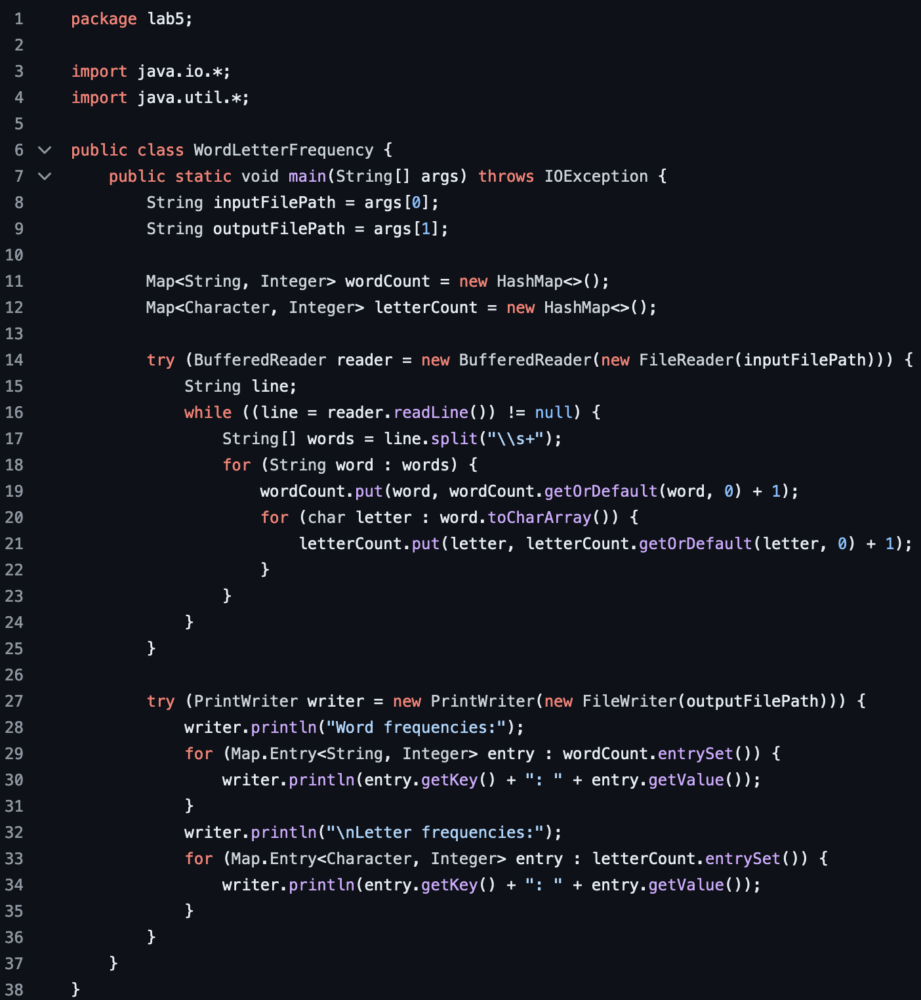 1 package lab5;
2
3 import java.io.*;
4 import java.util.*;
5
6 public class WordLetterFrequency {
7     public static void main(String[] args) throws IOException {
8         String inputFilePath = args[0];
9         String outputFilePath = args[1];
10
11         Map<String, Integer> wordCount = new HashMap<>();
12         Map<Character, Integer> letterCount = new HashMap<>();
13
14         try (BufferedReader reader = new BufferedReader(new FileReader(inputFilePath))) {
15             String line;
16             while ((line = reader.readLine()) != null) {
17                 String[] words = line.split("\\s+");
18                 for (String word : words) {
19                     wordCount.put(word, wordCount.getOrDefault(word, 0) + 1);
20                     for (char letter : word.toCharArray()) {
21                         letterCount.put(letter, letterCount.getOrDefault(letter, 0) + 1);
22                     }
23                 }
24             }
25         }
26
27         try (PrintWriter writer = new PrintWriter(new FileWriter(outputFilePath))) {
28             writer.println("Word frequencies:");
29             for (Map.Entry<String, Integer> entry : wordCount.entrySet()) {
30                 writer.println(entry.getKey() + ": " + entry.getValue());
31             }
32             writer.println("\nLetter frequencies:");
33             for (Map.Entry<Character, Integer> entry : letterCount.entrySet()) {
34                 writer.println(entry.getKey() + ": " + entry.getValue());
35             }
36         }
37     }
38 }